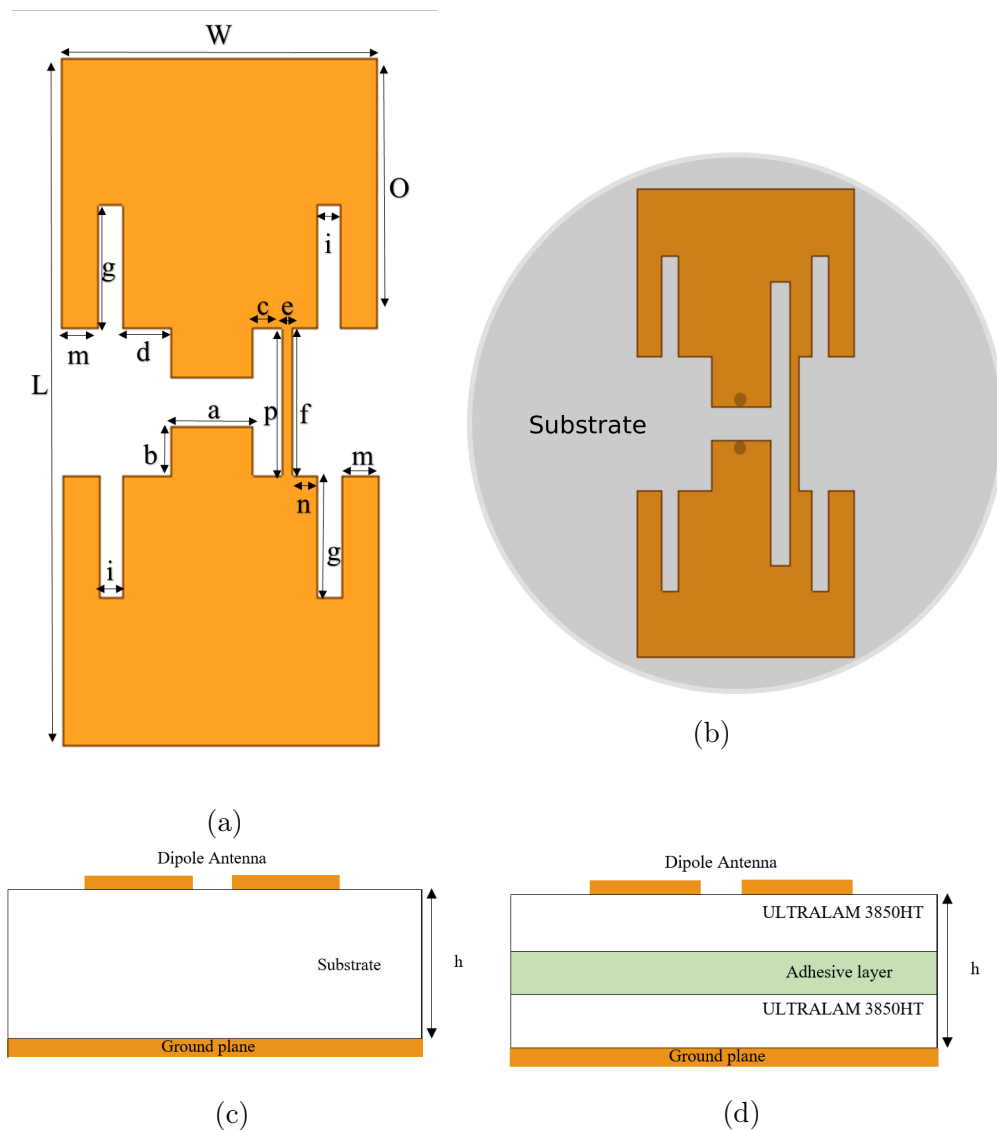 W
O
g
i
m
d
c
e
L
a
p
f
b
m
n
g
i
(a)
Substrate
(b)
Dipole Antenna
Substrate
h
Ground plane
(c)
Dipole Antenna
ULTRALAM 3850HT
Adhesive layer
h
ULTRALAM 3850HT
Ground plane
(d)